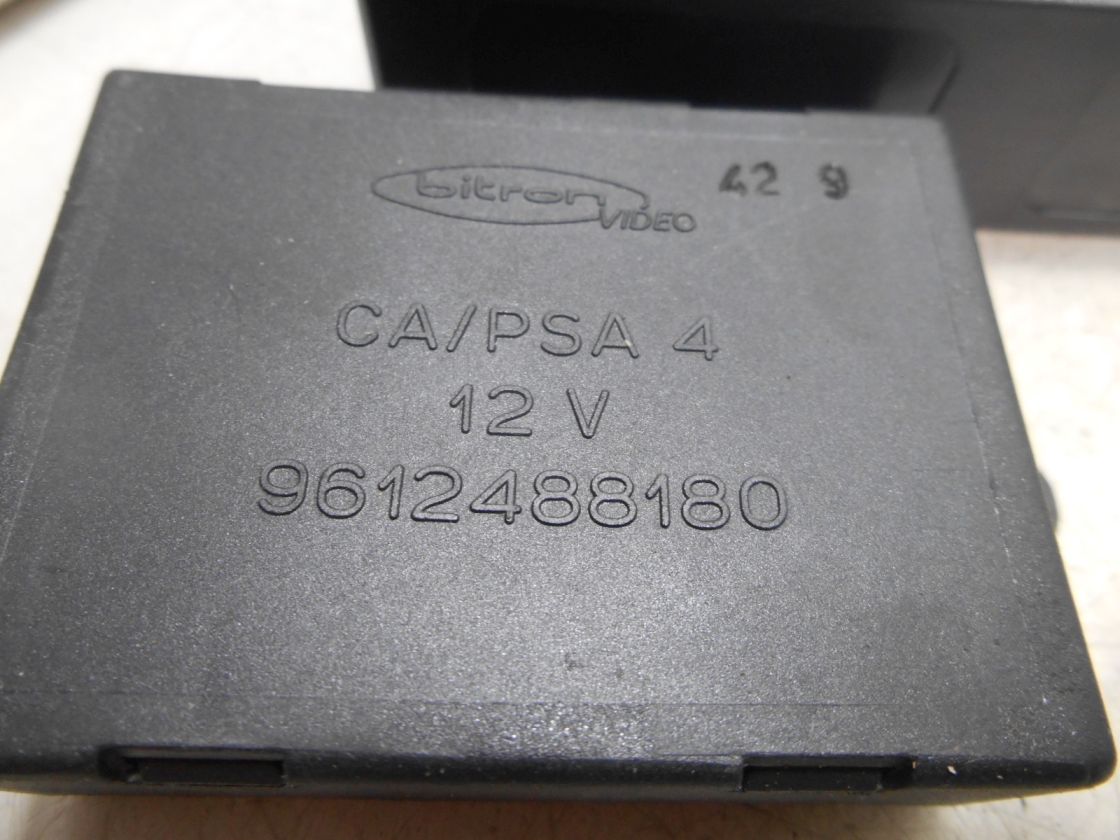 bitron VIDEO
42 9
CA/PSA 4
12 V
9612488180